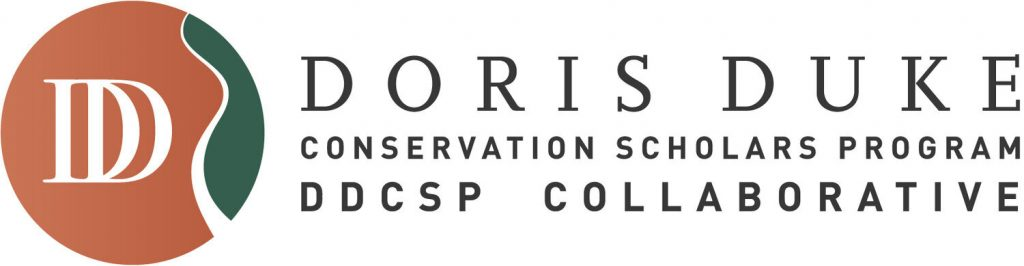 DD
DORIS DUKE
CONSERVATION SCHOLARS PROGRAM
DDCSP COLLABORATIVE